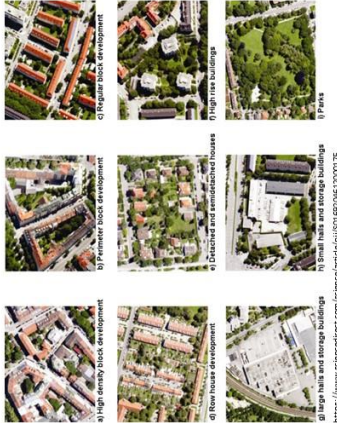 a) High density block development
b) Perimeter block development
c) Regular block development
d) Row house development
e) Detached and semidetached houses
f) High rise buildings
g) large halls and storage buildings
h) Small halls and storage buildings
i) Parks